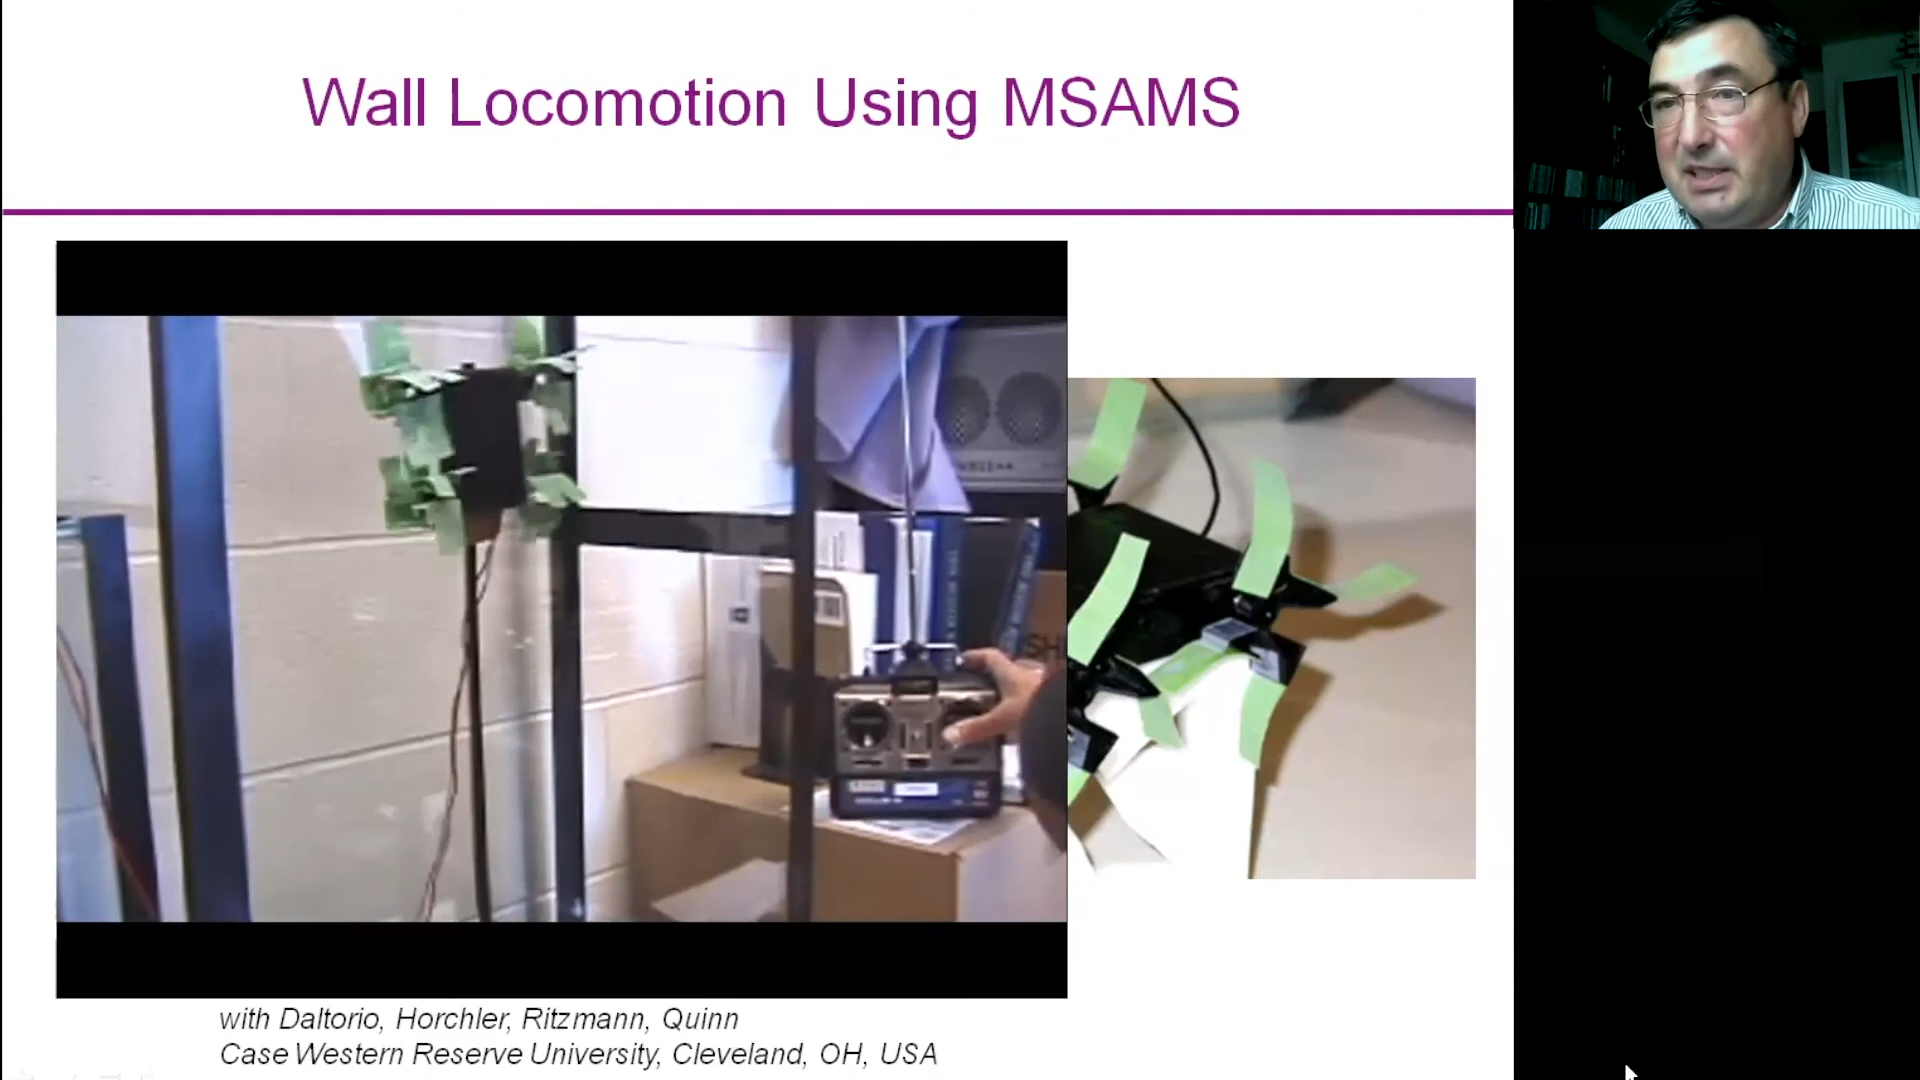 Wall Locomotion Using MSAMS
with Daltorio, Horchler, Ritzmann, Quinn
Case Western Reserve University, Cleveland, OH, USA